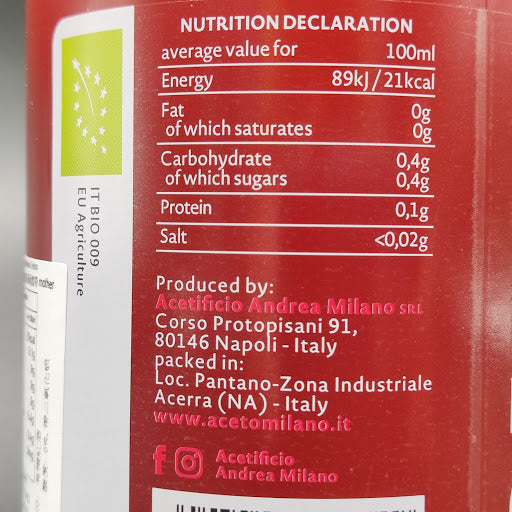 NUTRITION DECLARATION
average value for 100ml
Energy 89kJ/21kcal
Fat 0g
of which saturates 0g
Carbohydrate 0,4g
of which sugars 0,4g
Protein 0,1g
Salt <0,02g
Produced by:
Acetificio Andrea Milano SRL
Corso Protopisani 91,
80146 Napoli - Italy
packed in:
Loc. Pantano-Zona Industriale
Acerra (NA) - Italy
www.acetomilano.it
Acetificio
Andrea Milano
IT BIO 009
EU Agriculture
mother